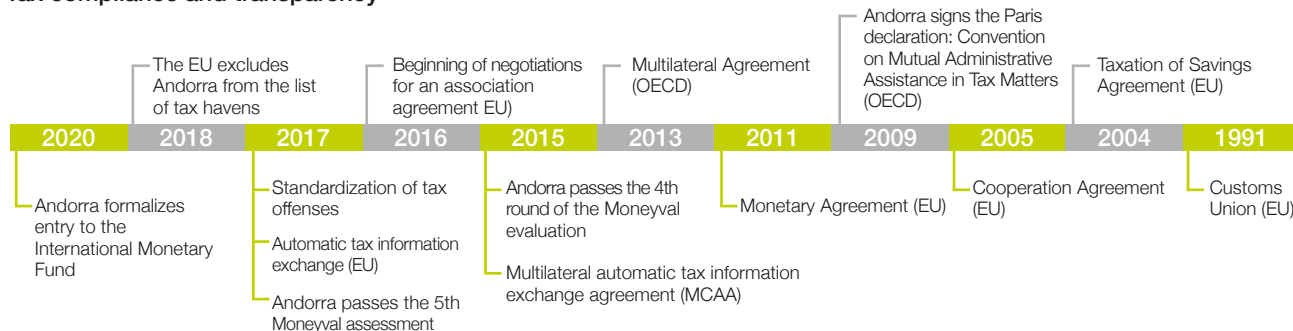 Tax compliance and transparency
Andorra signs the Paris
declaration: Convention
on Mutual Administrative
Assistance in Tax Matters
(OECD)
The EU excludes
Andorra from the list
of tax havens
Beginning of negotiations
for an association
agreement EU)
Multilateral Agreement
(OECD)
Taxation of Savings
Agreement (EU)
2020 2018 2017 2016 2015 2013 2011 2009 2005 2004 1991
Andorra formalizes
entry to the
International Monetary
Fund
Standardization of tax
offenses
Automatic tax information
exchange (EU)
Andorra passes the 5th
Moneyval assessment
Andorra passes the 4th
round of the Moneyval
evaluation
Multilateral automatic tax information
exchange agreement (MCAA)
Monetary Agreement (EU)
Cooperation Agreement
(EU)
Customs
Union (EU)